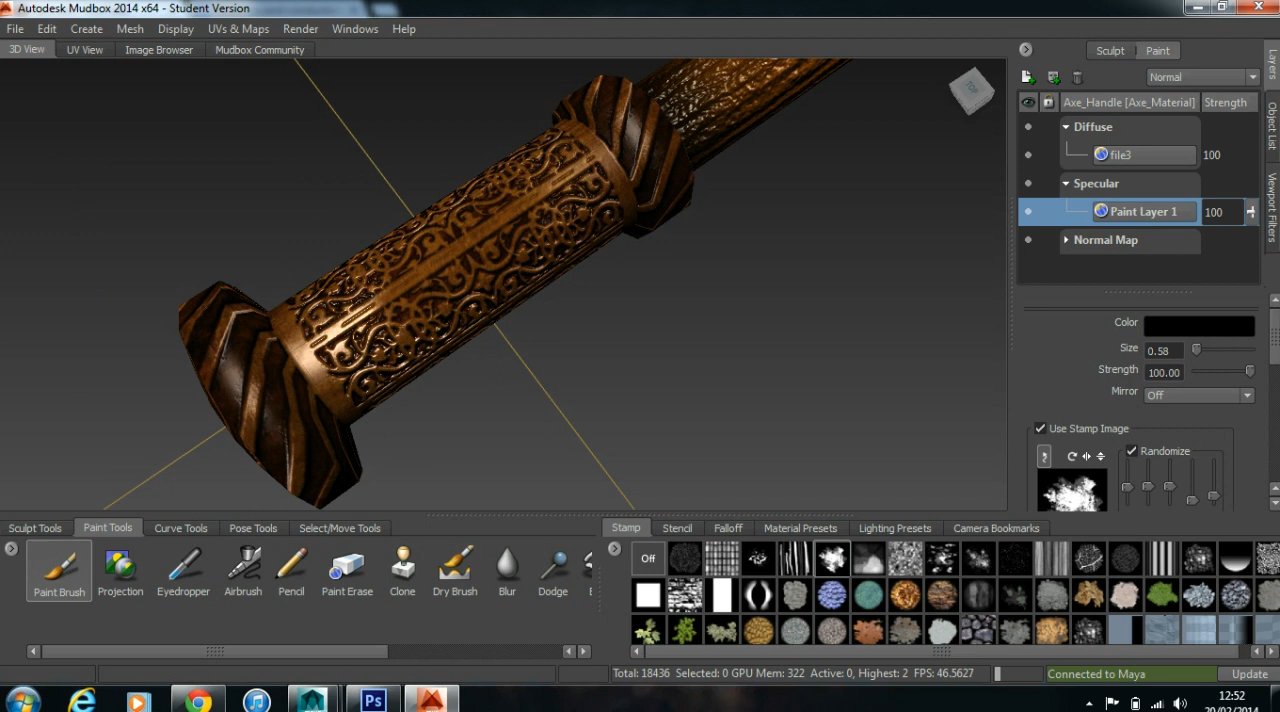 Autodesk Mudbox 2014 x64 - Student Version
File Edit Create Mesh Display UVs & Maps Render Windows Help
3D View UV View Image Browser Mudbox Community
Sculpt Paint
Normal
Layers
Object List
Viewport Filters
Axe_Handle [Axe_Material] Strength
Diffuse
file3 100
Specular
Paint Layer 1 100
Normal Map
TOP
Color
Size 0.58
Strength 100.00
Mirror Off
Use Stamp Image
Randomize
Sculpt Tools Paint Tools Curve Tools Pose Tools Select/Move Tools
Stamp Stencil Falloff Material Presets Lighting Presets Camera Bookmarks
Off
Paint Brush Projection Eyedropper Airbrush Pencil Paint Erase Clone Dry Brush Blur Dodge
Total: 18436 Selected: 0 GPU Mem: 322 Active: 0, Highest: 2 FPS: 46.5627
Connected to Maya
Update
Ps
12:52
20/02/2014